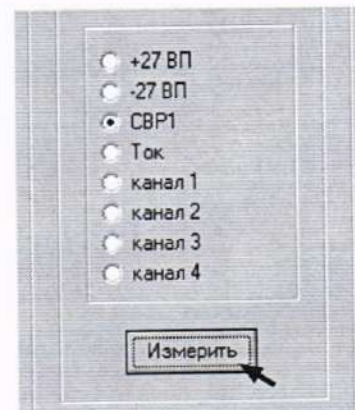 +27 ВП
-27 ВП
СВР1
Ток
канал 1
канал 2
канал 3
канал 4
Измерить